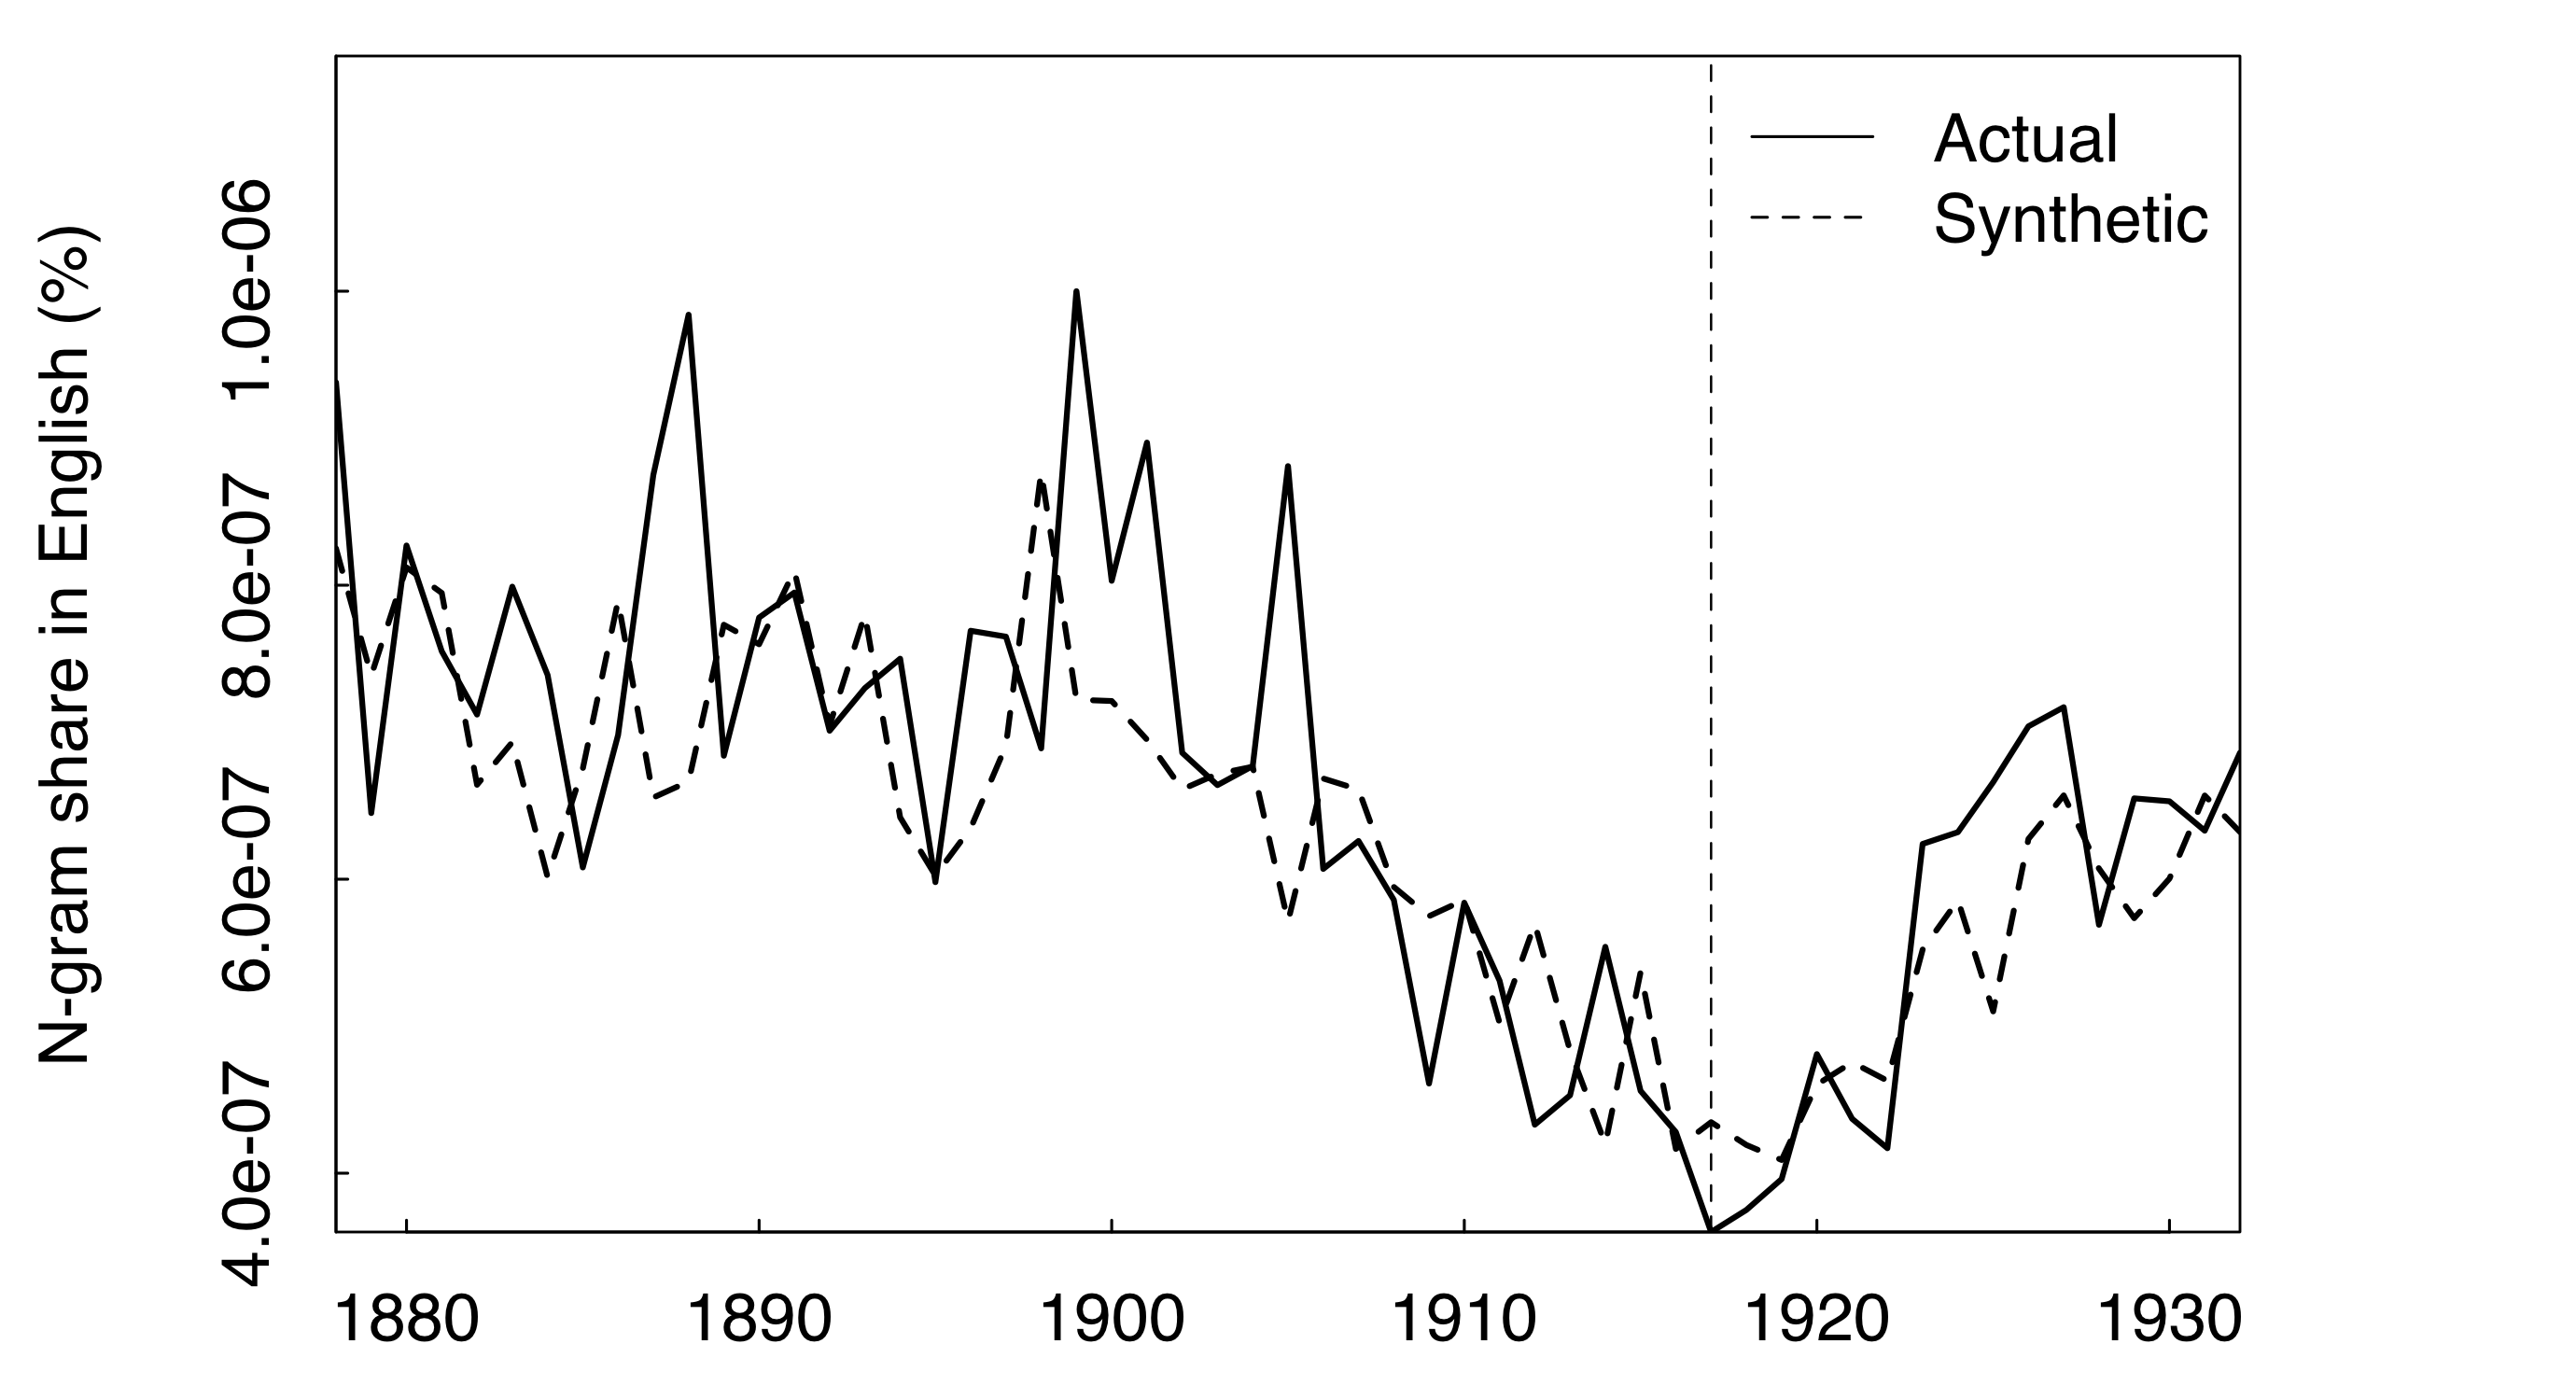 Actual
Synthetic
N-gram share in English (%)
1.0e-06
8.0e-07
6.0e-07
4.0e-07
1880 1890 1900 1910 1920 1930